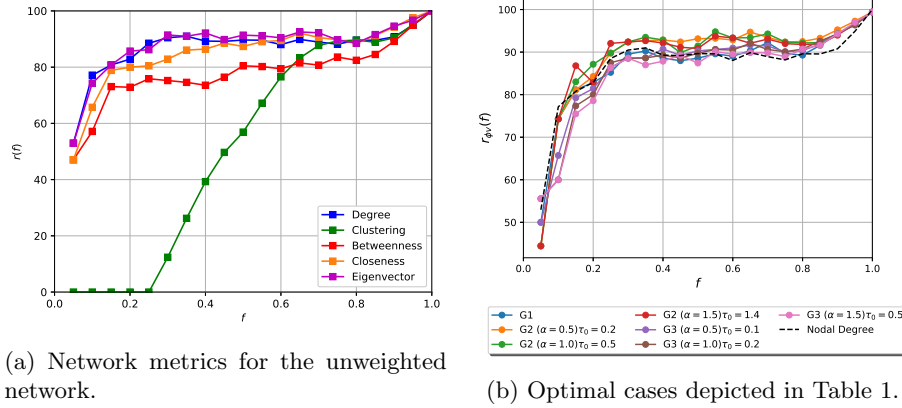 100
80
60
40
20
0
r(f)
0.0 0.2 0.4 0.6 0.8 1.0
f
Degree
Clustering
Betweenness
Closeness
Eigenvector
(a) Network metrics for the unweighted
network.
100
90
80
70
60
50
rϕν(f)
0.0 0.2 0.4 0.6 0.8 1.0
f
G1 G2 (α = 1.5)τ₀ = 1.4 G3 (α = 1.5)τ₀ = 0.5
G2 (α = 0.5)τ₀ = 0.2 G3 (α = 0.5)τ₀ = 0.1 Nodal Degree
G2 (α = 1.0)τ₀ = 0.5 G3 (α = 1.0)τ₀ = 0.2
(b) Optimal cases depicted in Table 1.